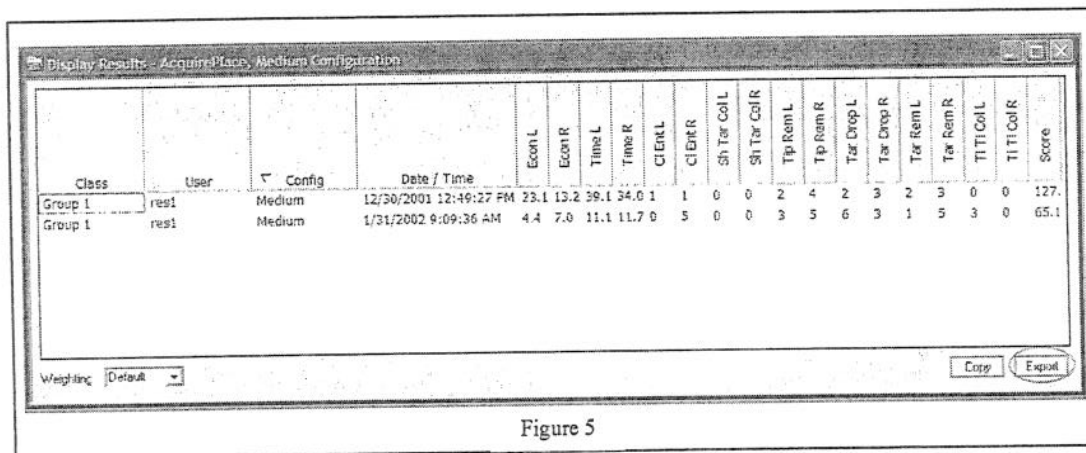 Display Results - AcquirePlace, Medium Configuration
Class User Config Date / Time Econ L Econ R Time L Time R Cl Ent L Cl Ent R Sh Tar Col L Sh Tar Col R Tip Rem L Tip Rem R Tar Drop L Tar Drop R Tar Rem L Tar Rem R Ti Ti Col L Ti Ti Col R Score
Group 1 res1 Medium 12/30/2001 12:49:27 PM 23.1 13.2 39.1 34.0 1 1 0 0 2 4 2 3 2 3 0 0 127.
Group 1 res1 Medium 1/31/2002 9:09:36 AM 4.4 7.0 11.1 11.7 0 5 0 0 3 5 6 3 1 5 3 0 65.1
Weighting Default Copy Export
Figure 5